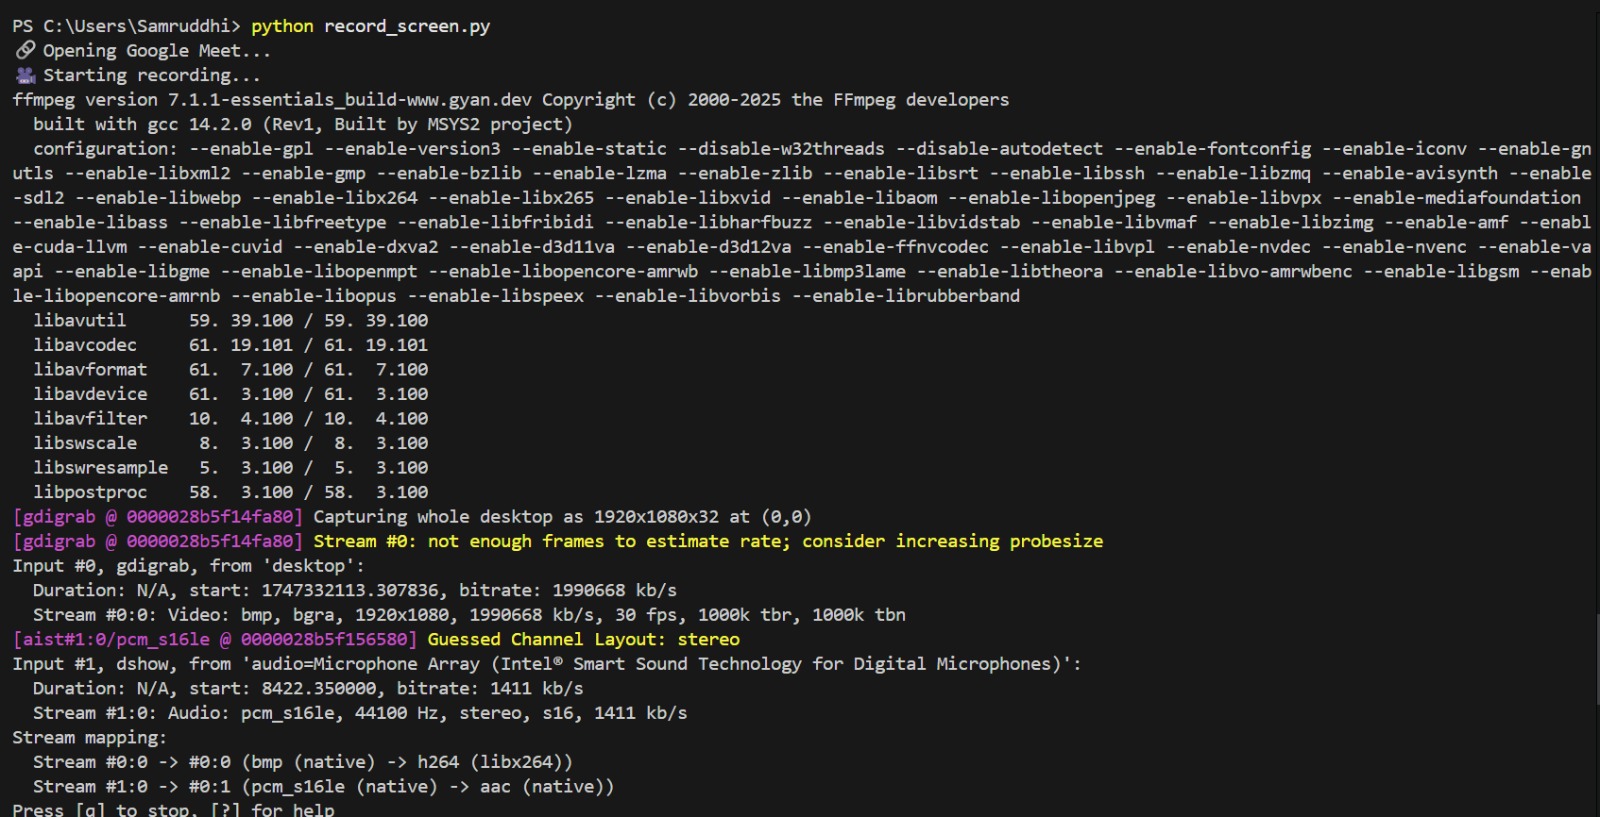 PS C:\Users\Samruddhi> python record_screen.py
🔗 Opening Google Meet...
🎥 Starting recording...
ffmpeg version 7.1.1-essentials_build-www.gyan.dev Copyright (c) 2000-2025 the FFmpeg developers
  built with gcc 14.2.0 (Rev1, Built by MSYS2 project)
  configuration: --enable-gpl --enable-version3 --enable-static --disable-w32threads --disable-autodetect --enable-fontconfig --enable-iconv --enable-gn
utls --enable-libxml2 --enable-gmp --enable-bzlib --enable-lzma --enable-zlib --enable-libsrt --enable-libssh --enable-libzmq --enable-avisynth --enable
-sdl2 --enable-libwebp --enable-libx264 --enable-libx265 --enable-libxvid --enable-libaom --enable-libopenjpeg --enable-libvpx --enable-mediafoundation
--enable-libass --enable-libfreetype --enable-libfribidi --enable-libharfbuzz --enable-libvidstab --enable-libvmaf --enable-libzimg --enable-amf --enabl
e-cuda-llvm --enable-cuvid --enable-dxva2 --enable-d3d11va --enable-d3d12va --enable-ffnvcodec --enable-libvpl --enable-nvdec --enable-nvenc --enable-va
api --enable-libgme --enable-libopenmpt --enable-libopencore-amrwb --enable-libmp3lame --enable-libtheora --enable-libvo-amrwbenc --enable-libgsm --enab
le-libopencore-amrnb --enable-libopus --enable-libspeex --enable-libvorbis --enable-librubberband
  libavutil      59. 39.100 / 59. 39.100
  libavcodec     61. 19.101 / 61. 19.101
  libavformat    61.  7.100 / 61.  7.100
  libavdevice    61.  3.100 / 61.  3.100
  libavfilter    10.  4.100 / 10.  4.100
  libswscale      8.  3.100 /  8.  3.100
  libswresample   5.  3.100 /  5.  3.100
  libpostproc    58.  3.100 / 58.  3.100
[gdigrab @ 0000028b5f14fa80] Capturing whole desktop as 1920x1080x32 at (0,0)
[gdigrab @ 0000028b5f14fa80] Stream #0: not enough frames to estimate rate; consider increasing probesize
Input #0, gdigrab, from 'desktop':
  Duration: N/A, start: 1747332113.307836, bitrate: 1990668 kb/s
  Stream #0:0: Video: bmp, bgra, 1920x1080, 1990668 kb/s, 30 fps, 1000k tbr, 1000k tbn
[aist#1:0/pcm_s16le @ 0000028b5f156580] Guessed Channel Layout: stereo
Input #1, dshow, from 'audio=Microphone Array (Intel® Smart Sound Technology for Digital Microphones)':
  Duration: N/A, start: 8422.350000, bitrate: 1411 kb/s
  Stream #1:0: Audio: pcm_s16le, 44100 Hz, stereo, s16, 1411 kb/s
Stream mapping:
  Stream #0:0 -> #0:0 (bmp (native) -> h264 (libx264))
  Stream #1:0 -> #0:1 (pcm_s16le (native) -> aac (native))
Press [q] to stop, [?] for help